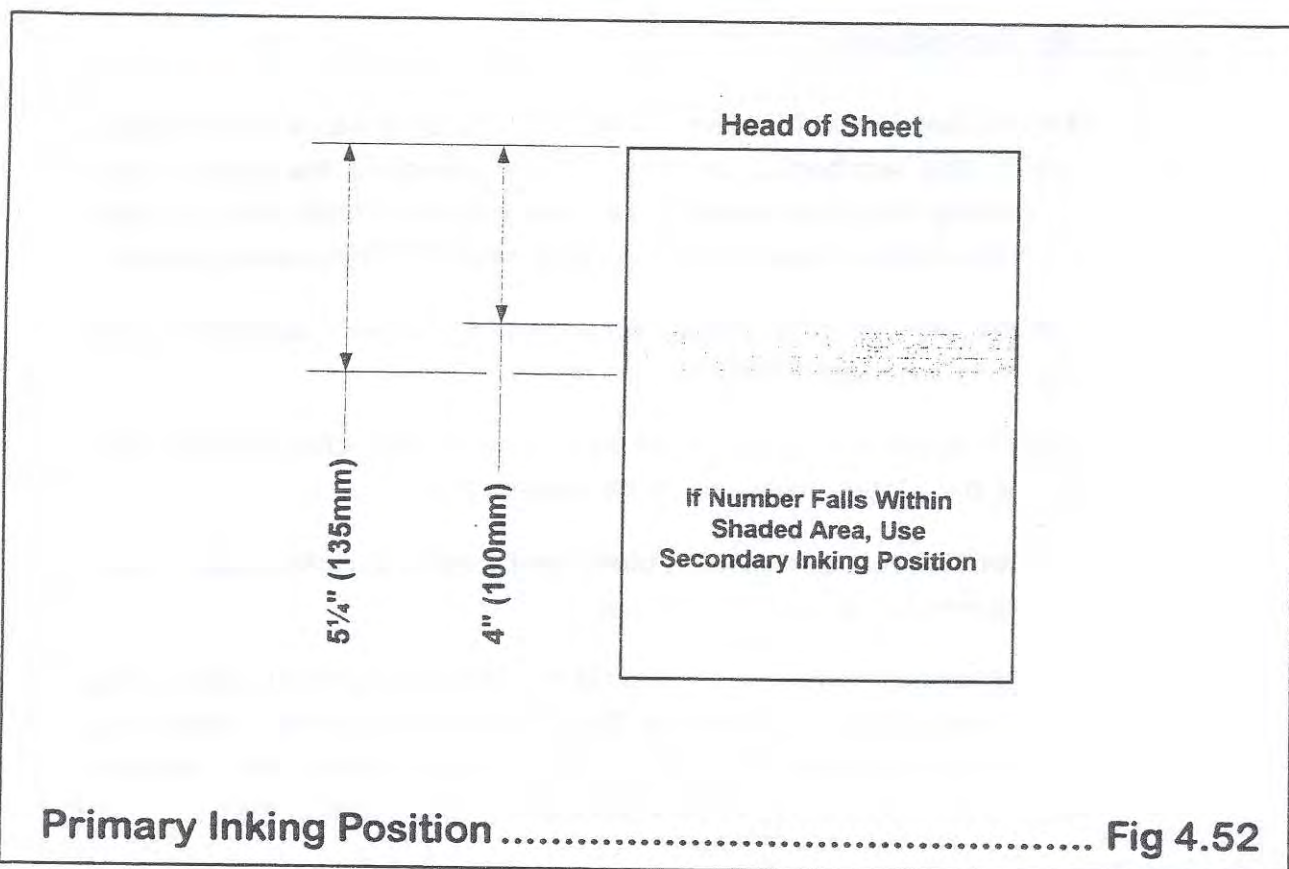 Head of Sheet
5¼" (135mm)
4" (100mm)
If Number Falls Within
Shaded Area, Use
Secondary Inking Position
Primary Inking Position ............................................. Fig 4.52